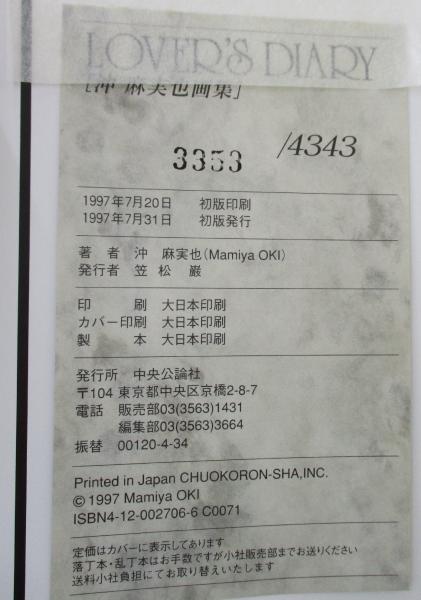 LOVER'S DIARY
「沖 麻実也画集」
3353 /4343
1997年7月20日 初版印刷
1997年7月31日 初版発行
著 者 沖 麻実也(Mamiya OKI)
発行者 笠 松 巌
印 刷 大日本印刷
カバー印刷 大日本印刷
製 本 大日本印刷
発行所 中央公論社
〒104 東京都中央区京橋2-8-7
電話 販売部03(3563)1431
編集部03(3563)3664
振替 00120-4-34
Printed in Japan CHUOKORON-SHA,INC.
©1997 Mamiya OKI
ISBN4-12-002706-6 C0071
定価はカバーに表示してあります
落丁本・乱丁本はお手数ですが小社販売部までお送りください
送料小社負担にてお取り替えいたします